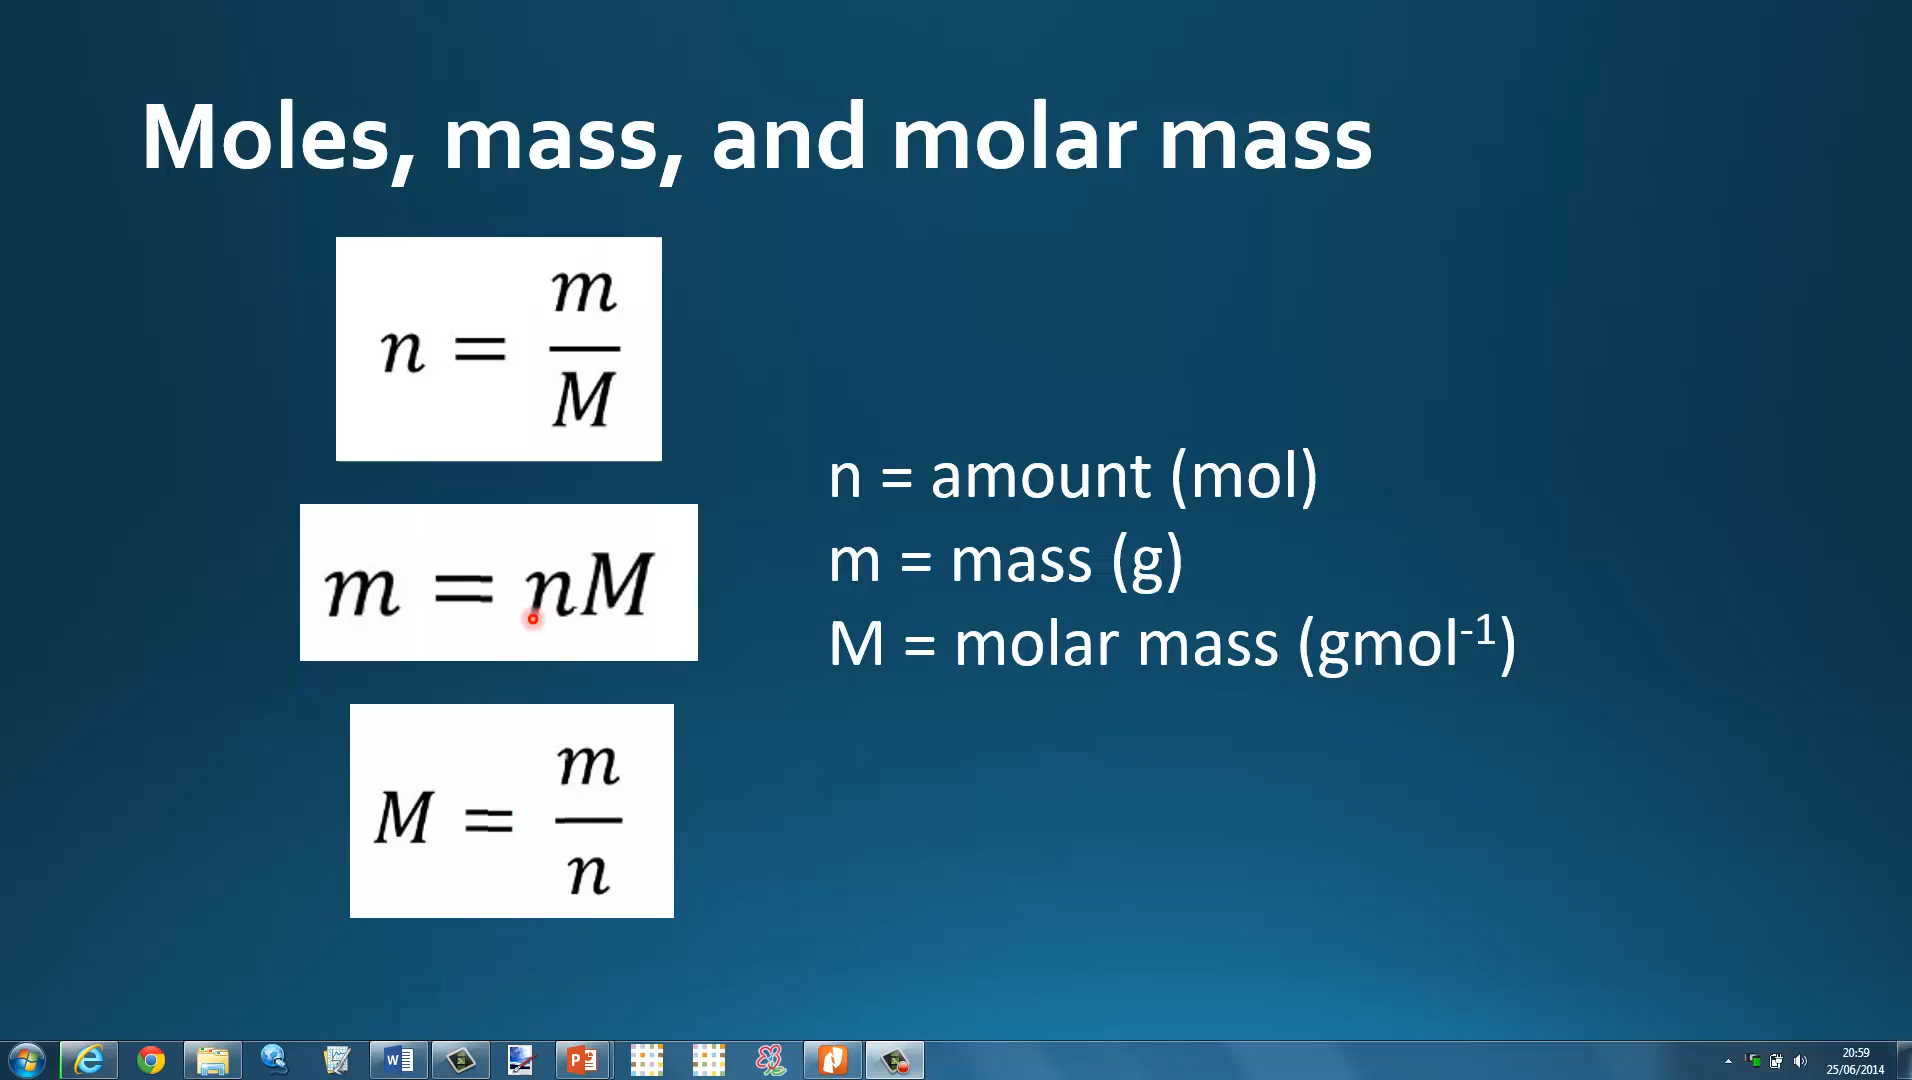 Moles, mass, and molar mass
n = m/M
m = nM
M = m/n
n = amount (mol)
m = mass (g)
M = molar mass (gmol⁻¹)
20:59
25/06/2014